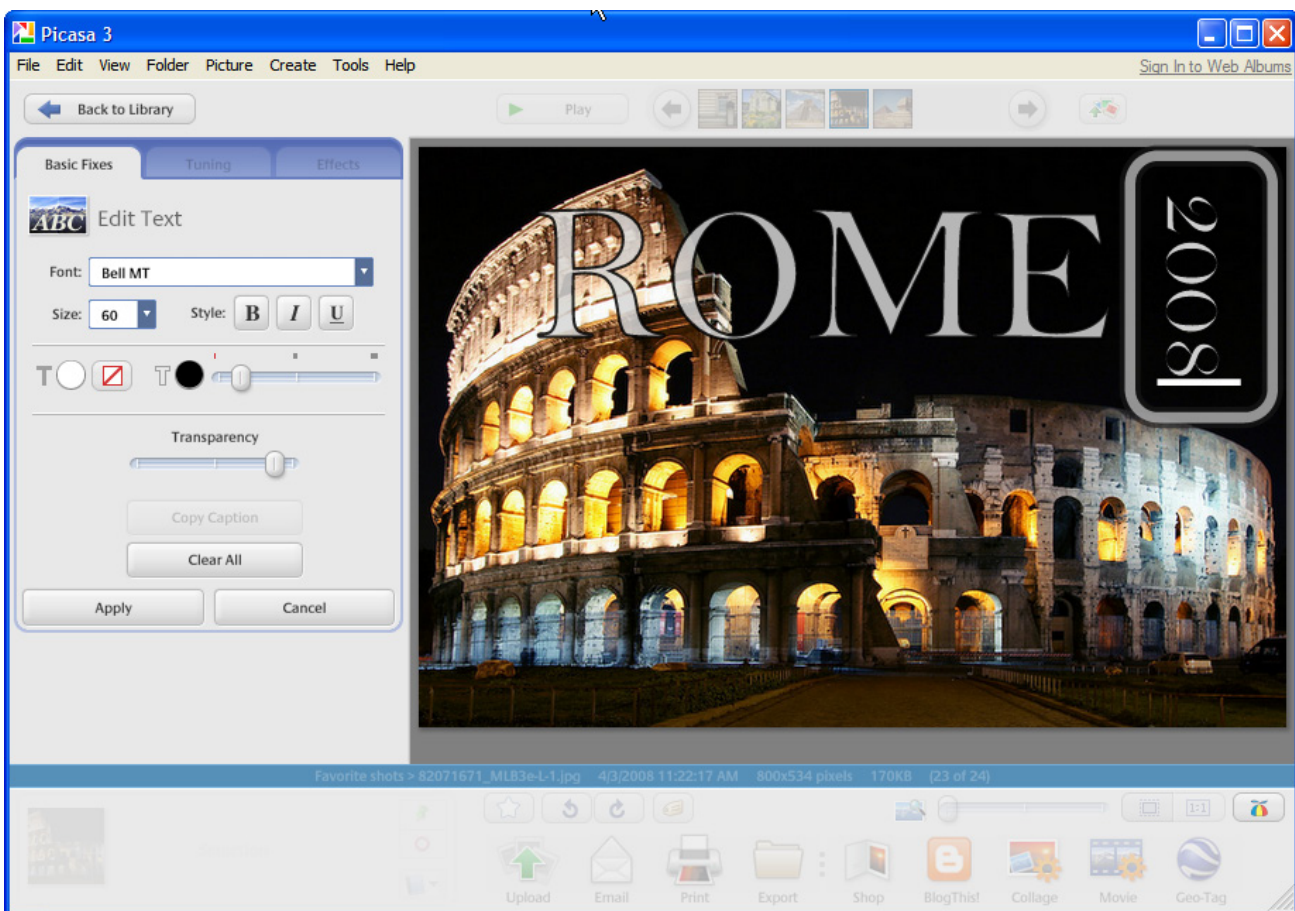 Picasa 3
File Edit View Folder Picture Create Tools Help
Sign In to Web Albums
Back to Library
Play
Basic Fixes Tuning Effects
ABC Edit Text
Font: Bell MT
Size: 60 Style: B I U
T T
Transparency
Copy Caption
Clear All
Apply Cancel
ROME
2008
Favorite shots > 82071671_MLB3e-L-1.jpg 4/3/2008 11:22:17 AM 800x534 pixels 170KB (23 of 24)
1:1
Upload Email Print Export Shop BlogThis! Collage Movie Geo-Tag